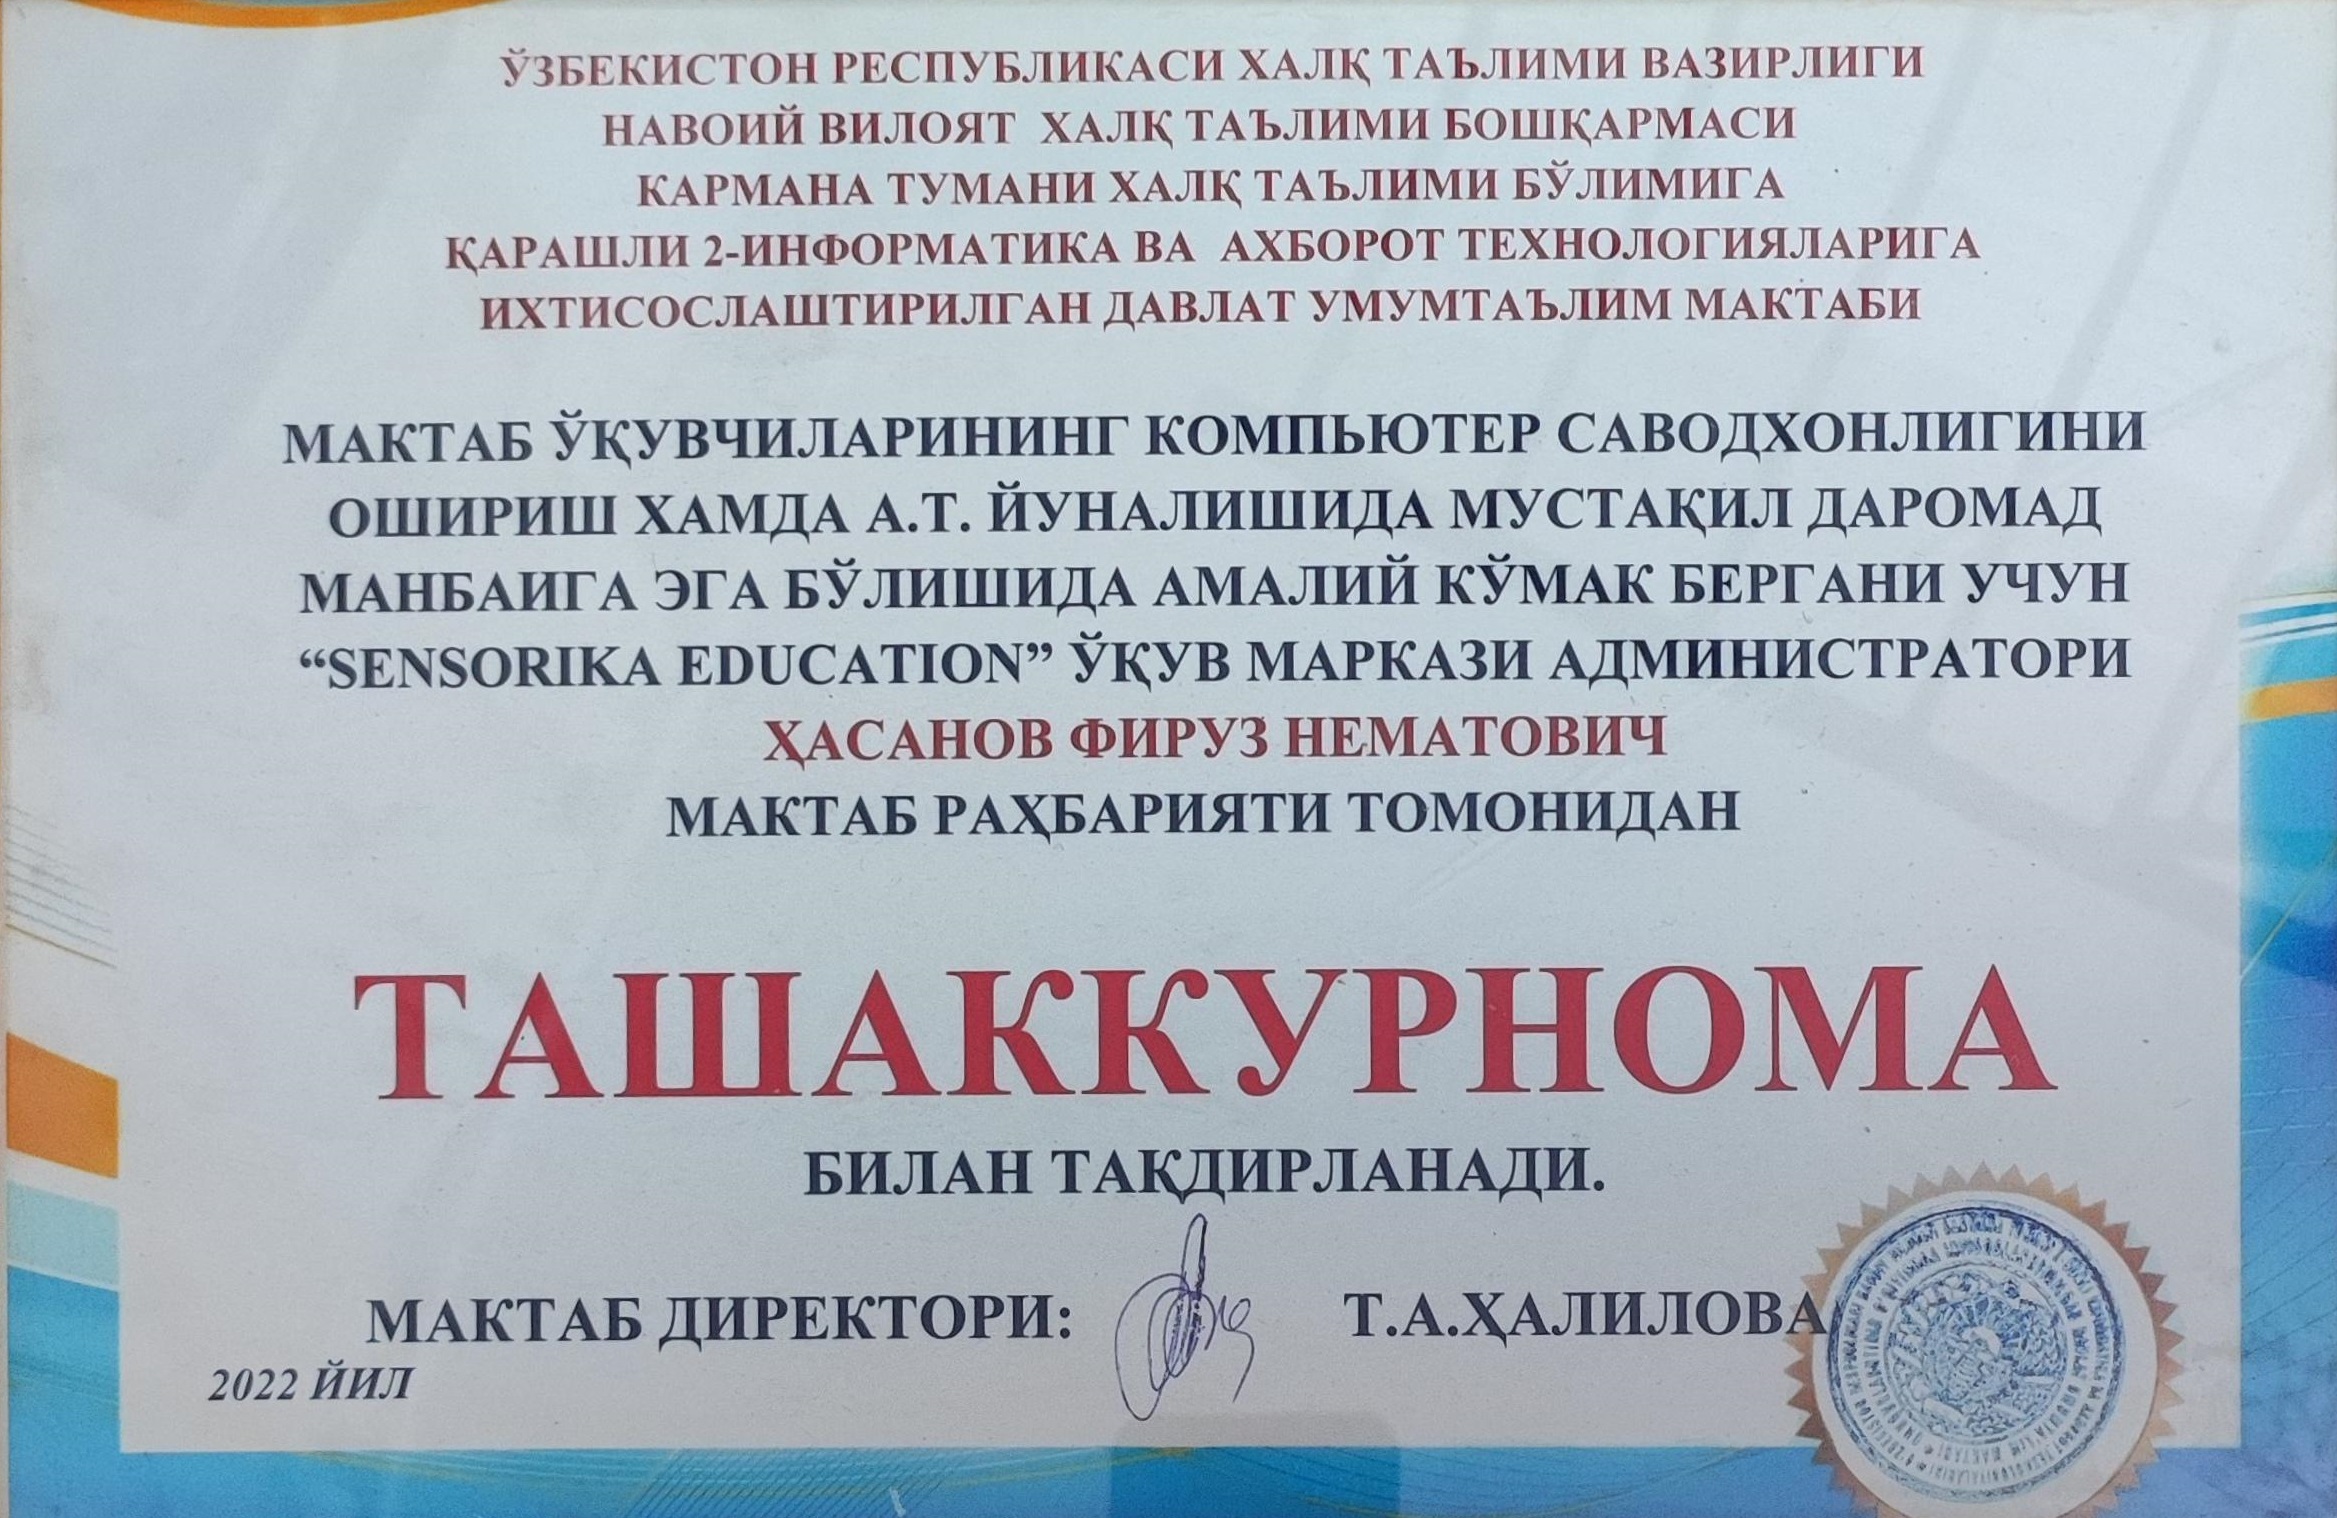 ЎЗБЕКИСТОН РЕСПУБЛИКАСИ ХАЛҚ ТАЪЛИМИ ВАЗИРЛИГИ
НАВОИЙ ВИЛОЯТ ХАЛҚ ТАЪЛИМИ БОШҚАРМАСИ
КАРМАНА ТУМАНИ ХАЛҚ ТАЪЛИМИ БЎЛИМИГА
ҚАРАШЛИ 2-ИНФОРМАТИКА ВА АХБОРОТ ТЕХНОЛОГИЯЛАРИГА
ИХТИСОСЛАШТИРИЛГАН ДАВЛАТ УМУМТАЪЛИМ МАКТАБИ
МАКТАБ ЎҚУВЧИЛАРИНИНГ КОМПЬЮТЕР САВОДХОНЛИГИНИ
ОШИРИШ ХАМДА А.Т. ЙУНАЛИШИДА МУСТАҚИЛ ДАРОМАД
МАНБАИГА ЭГА БЎЛИШИДА АМАЛИЙ КЎМАК БЕРГАНИ УЧУН
“SENSORIKA EDUCATION” ЎҚУВ МАРКАЗИ АДМИНИСТРАТОРИ
ҲАСАНОВ ФИРУЗ НЕМАТОВИЧ
МАКТАБ РАҲБАРИЯТИ ТОМОНИДАН
ТАШАККУРНОМА
БИЛАН ТАҚДИРЛАНАДИ.
МАКТАБ ДИРЕКТОРИ: Т.А.ҲАЛИЛОВА
2022 ЙИЛ